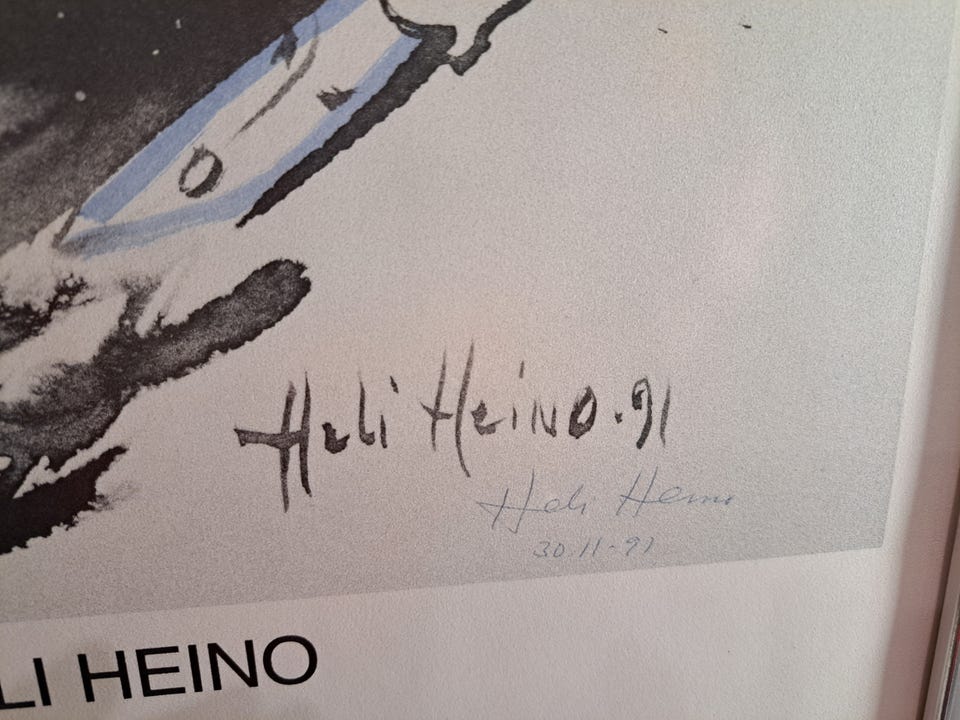 Heli Heino.91
Heli Heino
30.11-91
LI HEINO